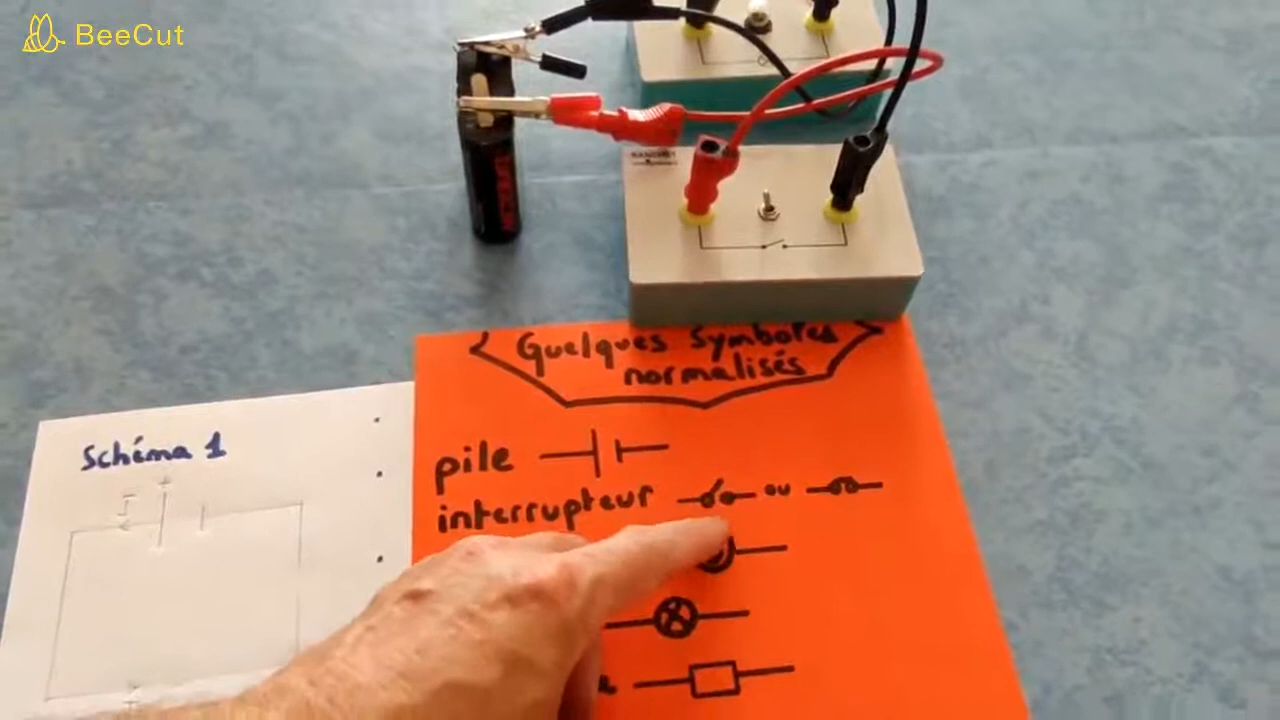 BeeCut
Quelques Symboles
normalisés
Schéma 1
pile
interrupteur
ou